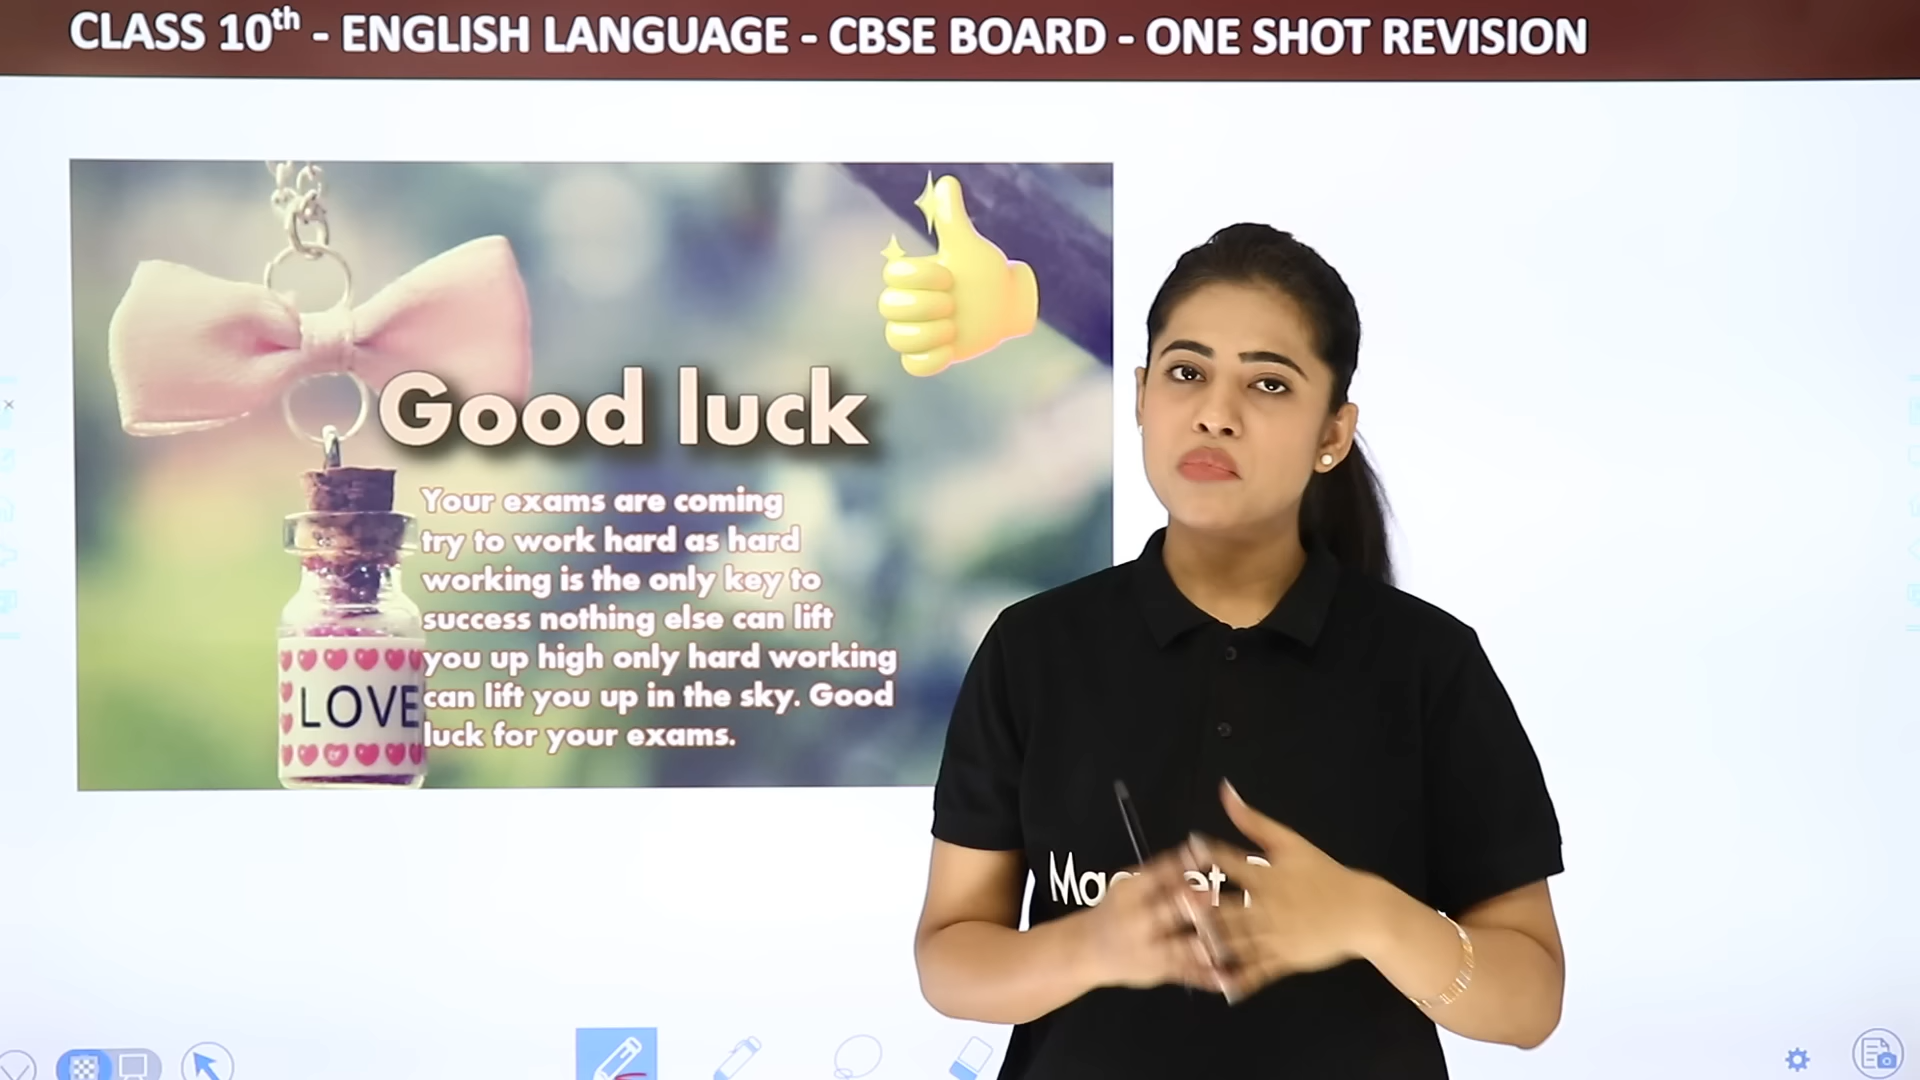 CLASS 10th - ENGLISH LANGUAGE - CBSE BOARD - ONE SHOT REVISION
Good luck
Your exams are coming
try to work hard as hard
working is the only key to
success nothing else can lift
you up high only hard working
can lift you up in the sky. Good
luck for your exams.
LOVE